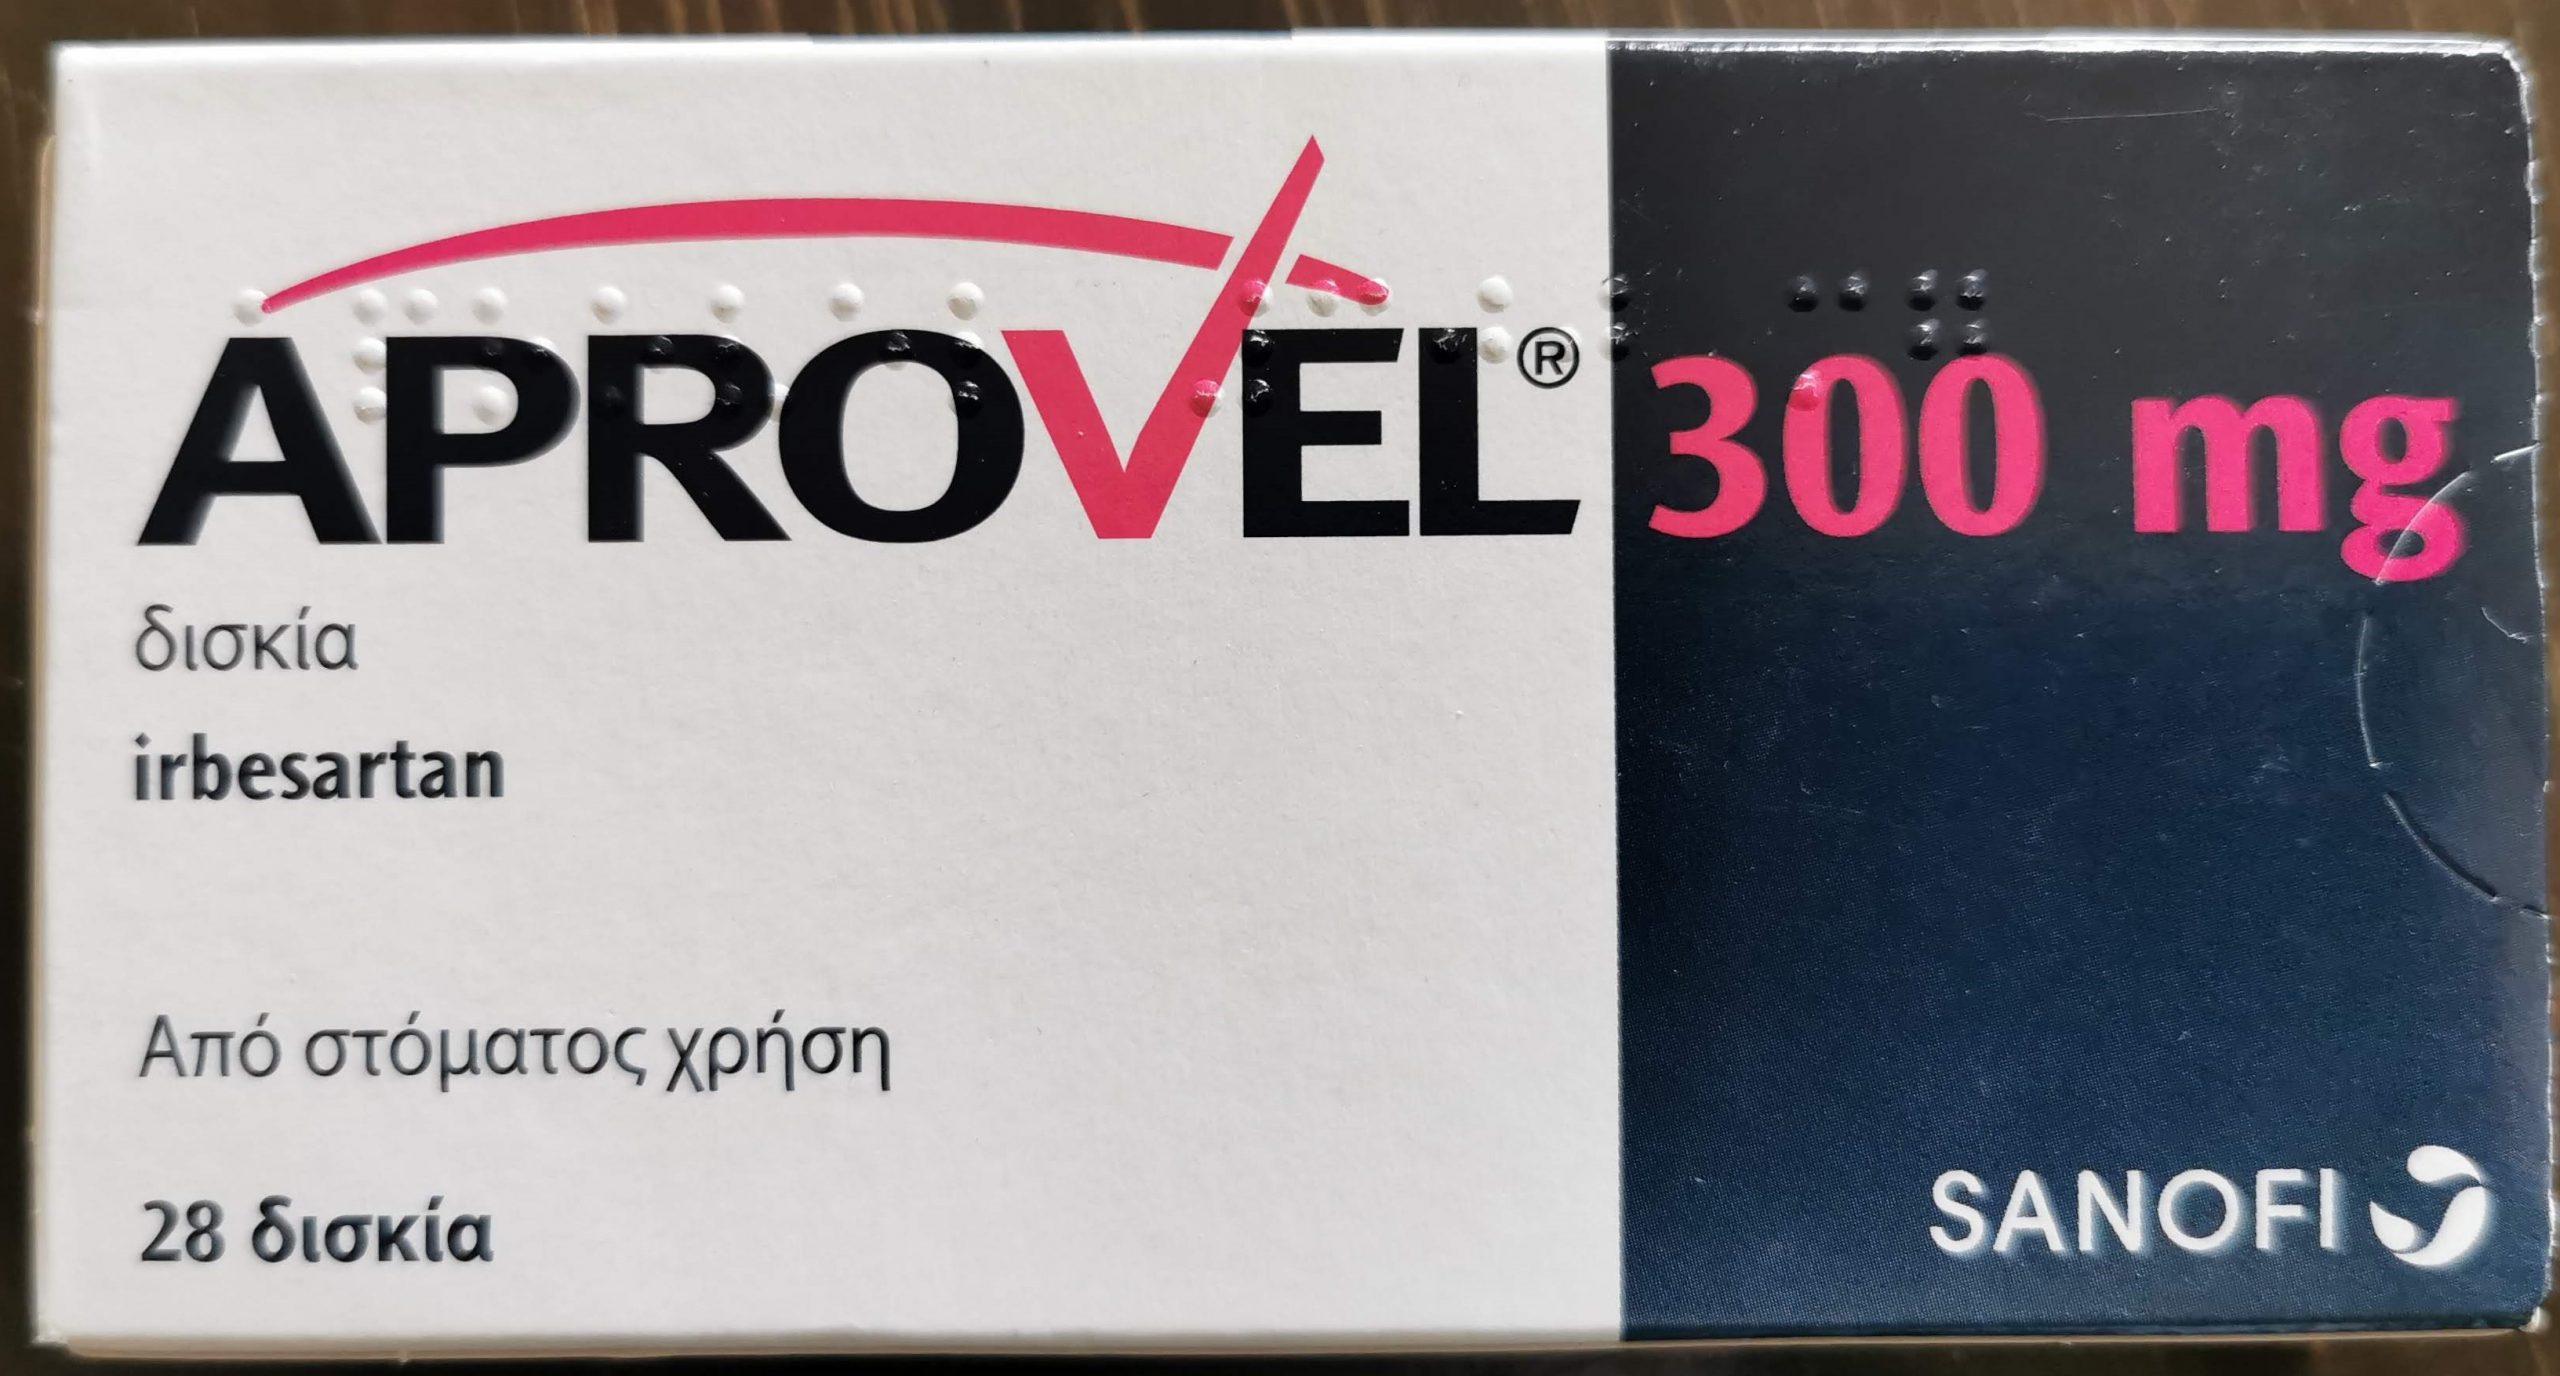 APROVEL® 300 mg
δισκία
irbesartan
Από στόματος χρήση
28 δισκία
SANOFI